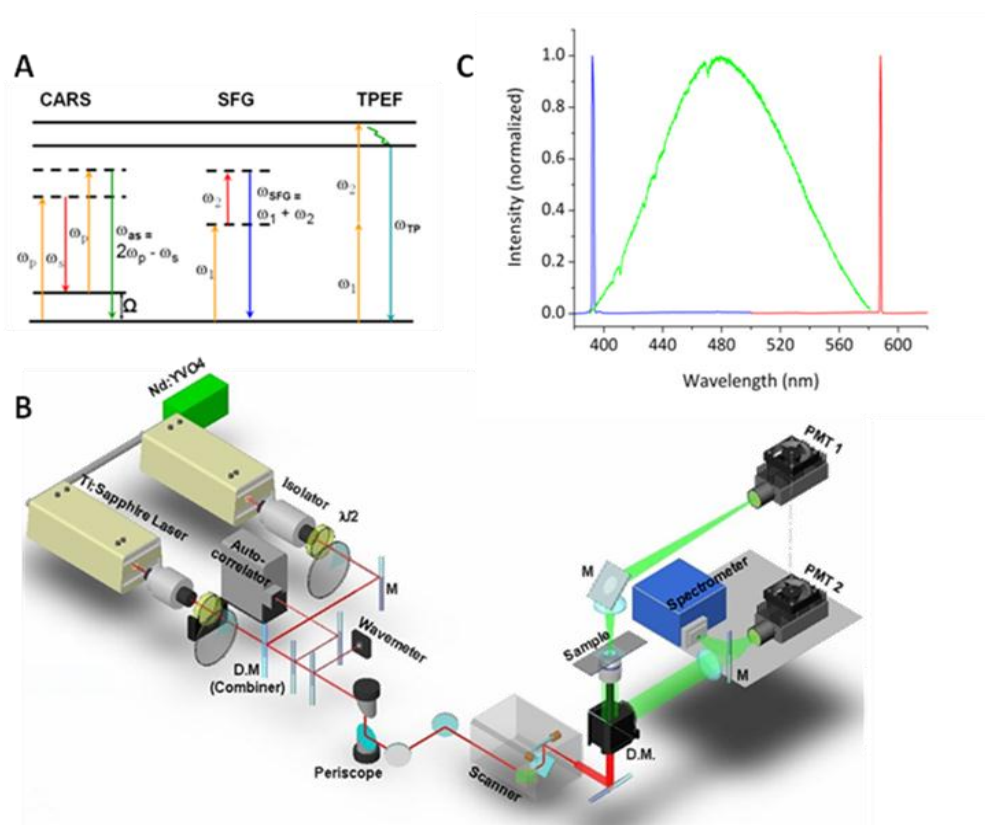 A
CARS
SFG
TPEF
ωp
ωs
ωp
ωas =
2ωp - ωs
Ω
ω1
ω2
ωSFG =
ω1 + ω2
ω1
ω2
ωTP
C
Intensity (normalized)
1.0
0.8
0.6
0.4
0.2
0.0
400
440
480
520
560
600
Wavelength (nm)
B
Nd:YVO4
Ti:Sapphire Laser
Isolator
λ/2
Auto-
correlator
M
Wavemeter
D.M
(Combiner)
Periscope
Scanner
D.M.
Sample
M
Spectrometer
M
PMT 1
PMT 2